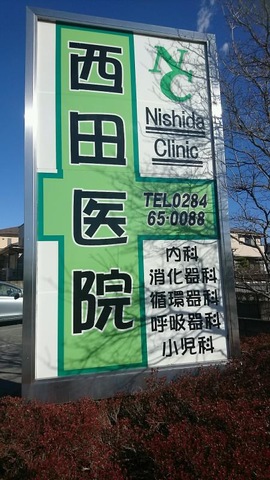 西田医院
NC
Nishida
Clinic
TEL0284
65-0088
内科
消化器科
循環器科
呼吸器科
小児科